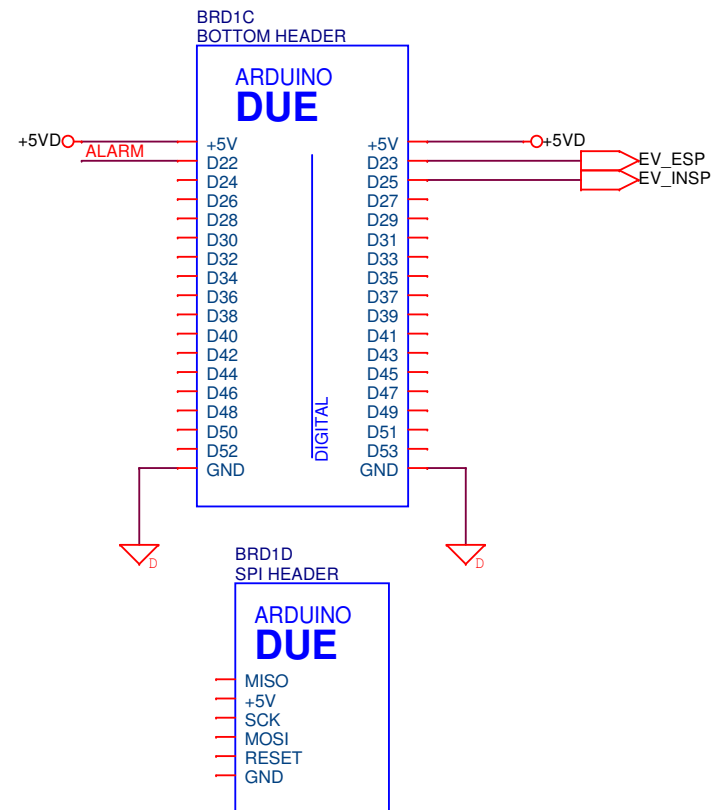 BRD1C
BOTTOM HEADER
ARDUINO
DUE
+5VD
+5V
+5V
+5VD
ALARM
D22
D23
EV_ESP
D24
D25
EV_INSP
D26
D27
D28
D29
D30
D31
D32
D33
D34
D35
D36
D37
D38
D39
D40
D41
D42
D43
D44
D45
D46
D47
D48
D49
D50
D51
D52
D53
GND
GND
DIGITAL
D
D
BRD1D
SPI HEADER
ARDUINO
DUE
MISO
+5V
SCK
MOSI
RESET
GND